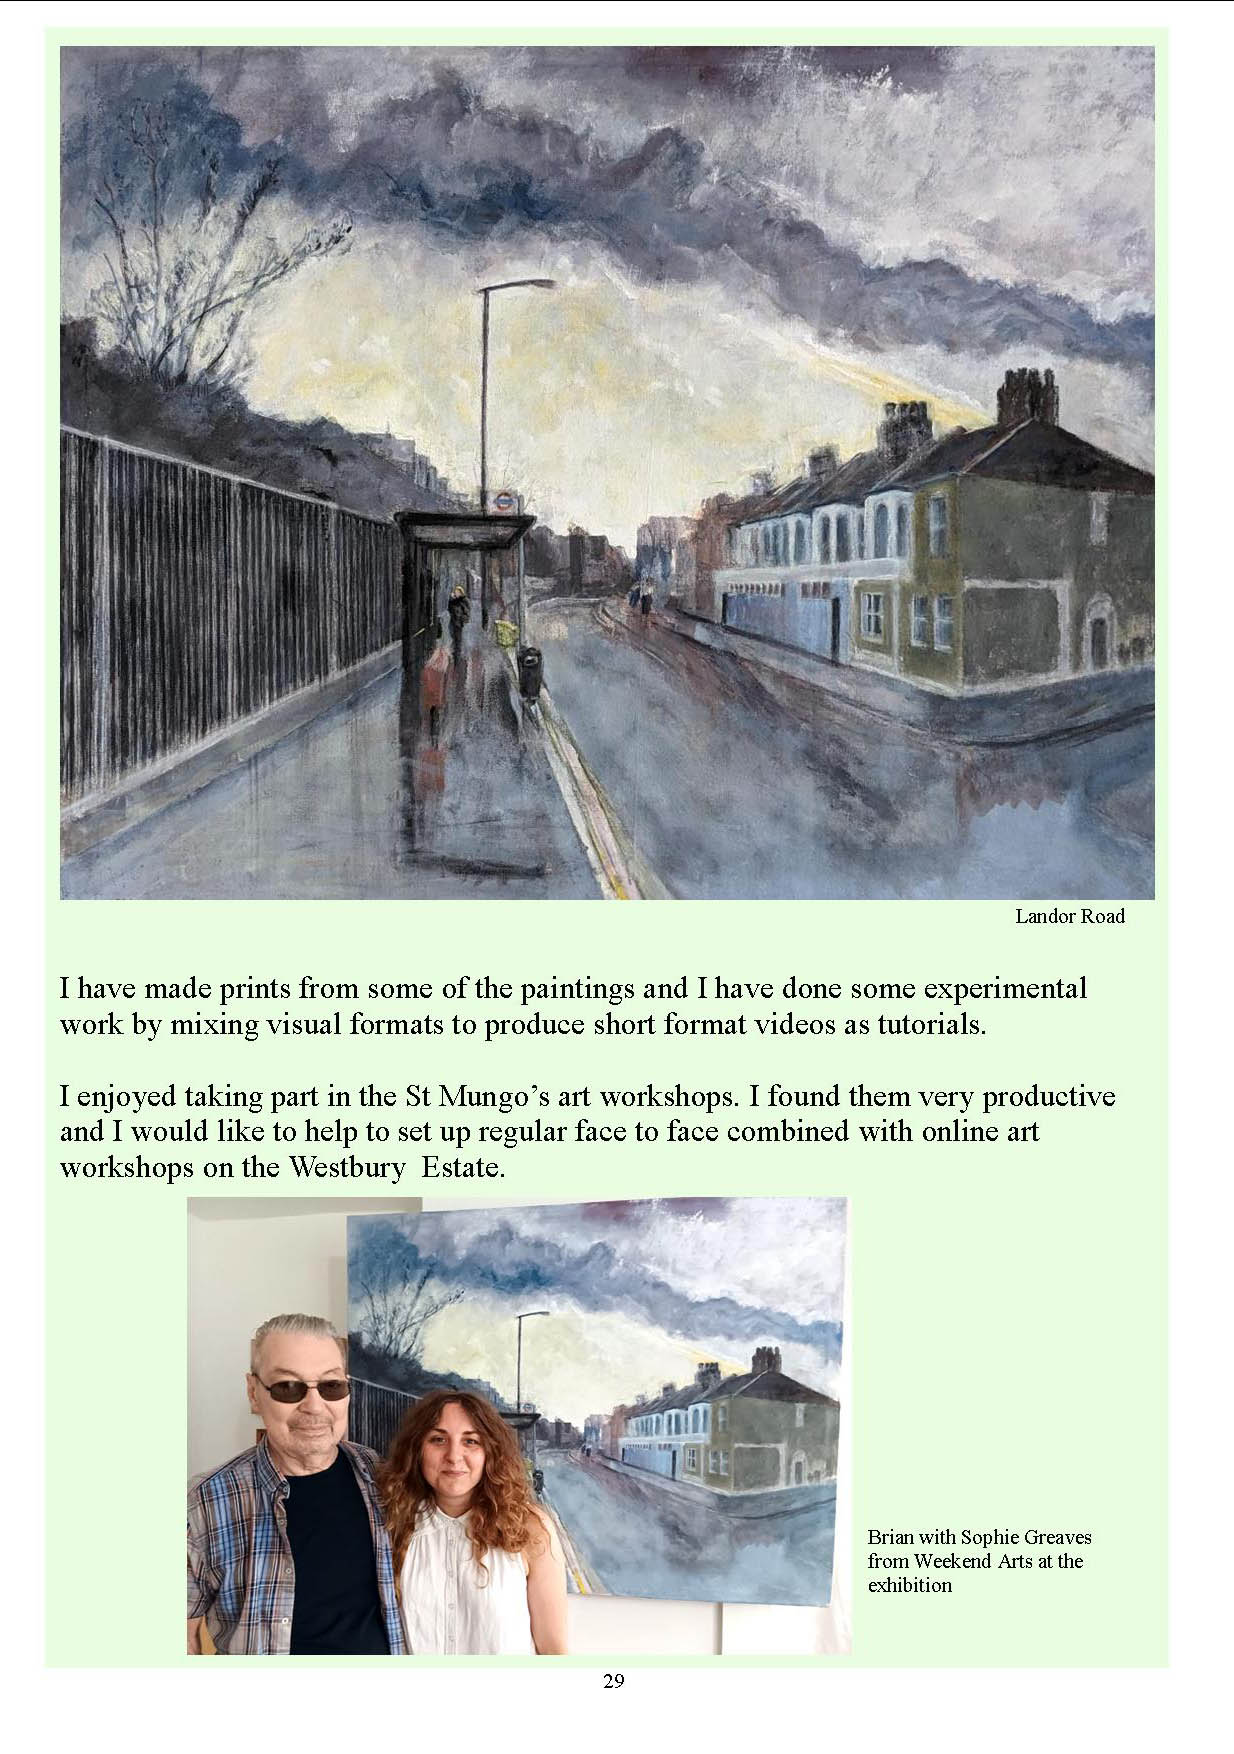 Landor Road
I have made prints from some of the paintings and I have done some experimental
work by mixing visual formats to produce short format videos as tutorials.
I enjoyed taking part in the St Mungo’s art workshops. I found them very productive
and I would like to help to set up regular face to face combined with online art
workshops on the Westbury  Estate.
Brian with Sophie Greaves
from Weekend Arts at the
exhibition
29